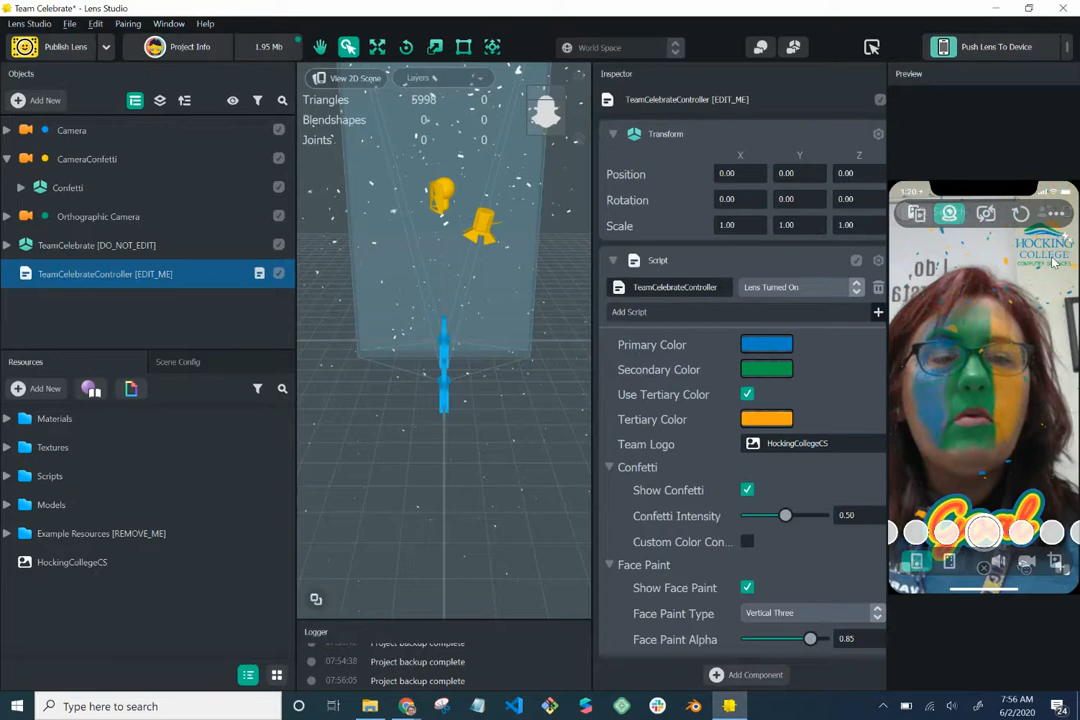 Team Celebrate* - Lens Studio
Lens Studio File Edit Pairing Window Help
Publish Lens Project Info 1.95 Mb World Space Push Lens To Device
Objects
Add New
Camera
CameraConfetti
Confetti
Orthographic Camera
TeamCelebrate [DO_NOT_EDIT]
TeamCelebrateController [EDIT_ME]
Resources Scene Config
Add New
Materials
Textures
Scripts
Models
Example Resources [REMOVE_ME]
HockingCollegeCS
View 2D Scene Layers
Triangles 5998 0
Blendshapes 0 0
Joints 0 0
Logger
Project backup complete
07:54:38 Project backup complete
07:56:05 Project backup complete
Inspector
TeamCelebrateController [EDIT_ME]
Transform
X Y Z
Position 0.00 0.00 0.00
Rotation 0.00 0.00 0.00
Scale 1.00 1.00 1.00
Script
TeamCelebrateController Lens Turned On
Add Script
Primary Color
Secondary Color
Use Tertiary Color
Tertiary Color
Team Logo HockingCollegeCS
Confetti
Show Confetti
Confetti Intensity 0.50
Custom Color Con...
Face Paint
Show Face Paint
Face Paint Type Vertical Three
Face Paint Alpha 0.85
Add Component
Preview
1:20
HOCKING
COLLEGE
COMPUTER SCIENCES
Type here to search
7:56 AM
6/2/2020
24